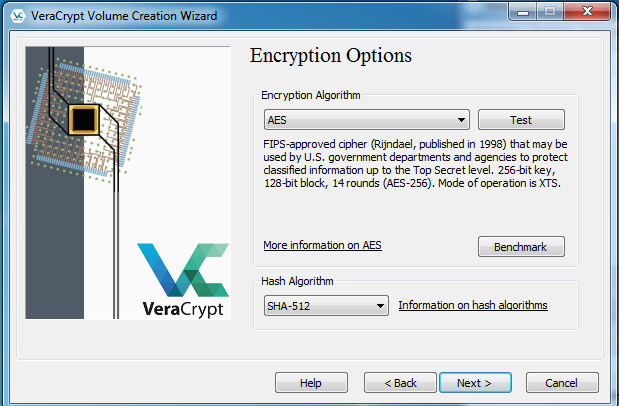 VeraCrypt Volume Creation Wizard
Encryption Options
Encryption Algorithm
AES
Test
FIPS-approved cipher (Rijndael, published in 1998) that may be
used by U.S. government departments and agencies to protect
classified information up to the Top Secret level. 256-bit key,
128-bit block, 14 rounds (AES-256). Mode of operation is XTS.
More information on AES
Benchmark
VeraCrypt
Hash Algorithm
SHA-512
Information on hash algorithms
Help
< Back
Next >
Cancel